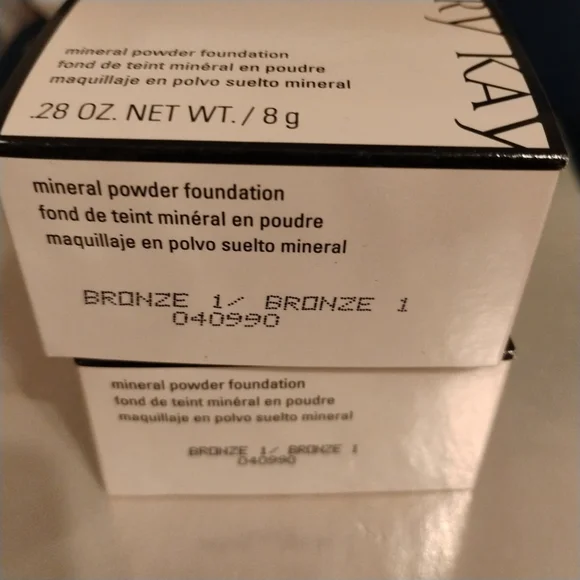 RY KAY
mineral powder foundation
fond de teint minéral en poudre
maquillaje en polvo suelto mineral
.28 OZ. NET WT. / 8 g
mineral powder foundation
fond de teint minéral en poudre
maquillaje en polvo suelto mineral
BRONZE 1/ BRONZE 1
040990
mineral powder foundation
fond de teint minéral en poudre
maquillaje en polvo suelto mineral
BRONZE 1/ BRONZE 1
040990